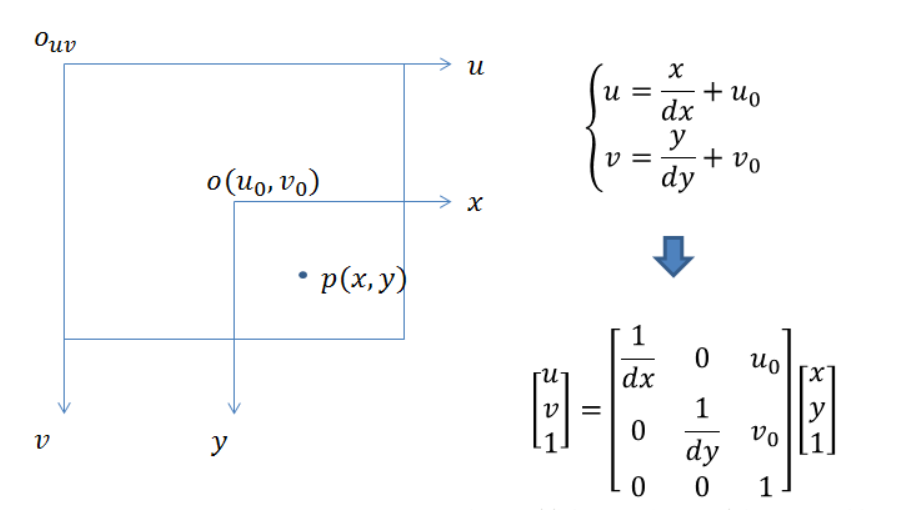 o_{uv}
u
o(u_0, v_0)
x
p(x, y)
v
y
\begin{cases} u = \frac{x}{dx} + u_0 \\ v = \frac{y}{dy} + v_0 \end{cases}
\begin{bmatrix} u \\ v \\ 1 \end{bmatrix} = \begin{bmatrix} \frac{1}{dx} & 0 & u_0 \\ 0 & \frac{1}{dy} & v_0 \\ 0 & 0 & 1 \end{bmatrix} \begin{bmatrix} x \\ y \\ 1 \end{bmatrix}